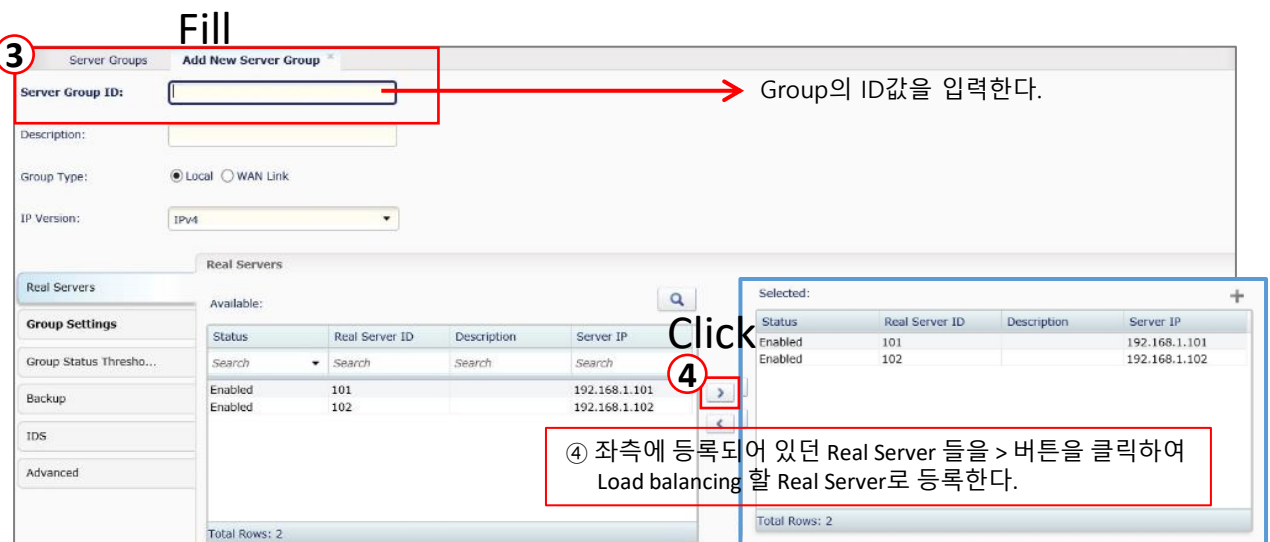 Fill
③
Server Groups
Add New Server Group
Server Group ID:
Group의 ID값을 입력한다.
Description:
Group Type:
Local
WAN Link
IP Version:
IPv4
Real Servers
Group Settings
Group Status Thresho...
Backup
IDS
Advanced
Real Servers
Available:
Status Real Server ID Description Server IP
Search Search Search Search
Enabled 101 192.168.1.101
Enabled 102 192.168.1.102
Total Rows: 2
Click
④
>
<
Selected:
+
Status Real Server ID Description Server IP
Enabled 101 192.168.1.101
Enabled 102 192.168.1.102
④ 좌측에 등록되어 있던 Real Server 들을 > 버튼을 클릭하여
Load balancing 할 Real Server로 등록한다.
Total Rows: 2